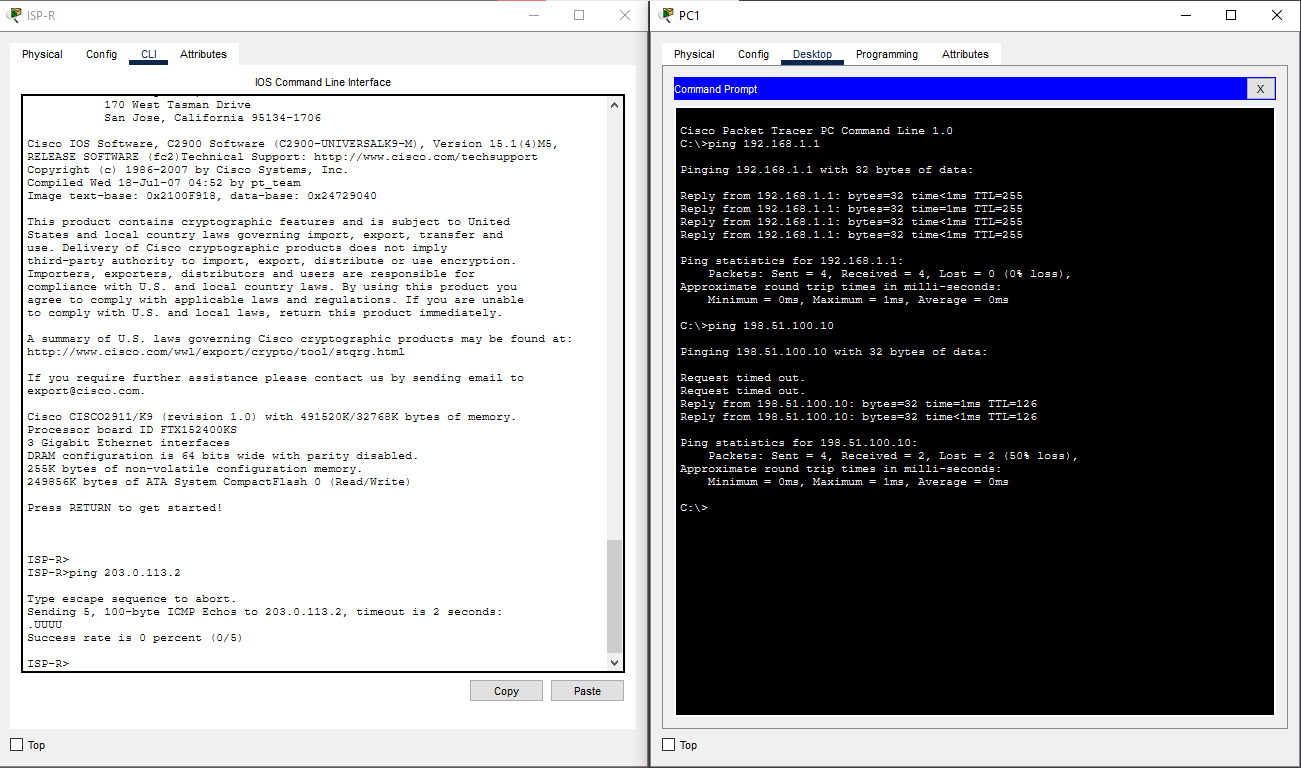 ISP-R
Physical Config CLI Attributes
IOS Command Line Interface
170 West Tasman Drive
San Jose, California 95134-1706
Cisco IOS Software, C2900 Software (C2900-UNIVERSALK9-M), Version 15.1(4)M5,
RELEASE SOFTWARE (fc2)Technical Support: http://www.cisco.com/techsupport
Copyright (c) 1986-2007 by Cisco Systems, Inc.
Compiled Wed 18-Jul-07 04:52 by pt_team
Image text-base: 0x2100F918, data-base: 0x24729040
This product contains cryptographic features and is subject to United
States and local country laws governing import, export, transfer and
use. Delivery of Cisco cryptographic products does not imply
third-party authority to import, export, distribute or use encryption.
Importers, exporters, distributors and users are responsible for
compliance with U.S. and local country laws. By using this product you
agree to comply with applicable laws and regulations. If you are unable
to comply with U.S. and local laws, return this product immediately.
A summary of U.S. laws governing Cisco cryptographic products may be found at:
http://www.cisco.com/wwl/export/crypto/tool/stqrg.html
If you require further assistance please contact us by sending email to
export@cisco.com.
Cisco CISCO2911/K9 (revision 1.0) with 491520K/32768K bytes of memory.
Processor board ID FTX152400KS
3 Gigabit Ethernet interfaces
DRAM configuration is 64 bits wide with parity disabled.
255K bytes of non-volatile configuration memory.
249856K bytes of ATA System CompactFlash 0 (Read/Write)
Press RETURN to get started!
ISP-R>
ISP-R>ping 203.0.113.2
Type escape sequence to abort.
Sending 5, 100-byte ICMP Echos to 203.0.113.2, timeout is 2 seconds:
.UUUU
Success rate is 0 percent (0/5)
ISP-R>
Copy Paste
Top
PC1
Physical Config Desktop Programming Attributes
Command Prompt X
Cisco Packet Tracer PC Command Line 1.0
C:\>ping 192.168.1.1
Pinging 192.168.1.1 with 32 bytes of data:
Reply from 192.168.1.1: bytes=32 time<1ms TTL=255
Reply from 192.168.1.1: bytes=32 time<1ms TTL=255
Reply from 192.168.1.1: bytes=32 time<1ms TTL=255
Reply from 192.168.1.1: bytes=32 time<1ms TTL=255
Ping statistics for 192.168.1.1:
Packets: Sent = 4, Received = 4, Lost = 0 (0% loss),
Approximate round trip times in milli-seconds:
Minimum = 0ms, Maximum = 1ms, Average = 0ms
C:\>ping 198.51.100.10
Pinging 198.51.100.10 with 32 bytes of data:
Request timed out.
Request timed out.
Reply from 198.51.100.10: bytes=32 time=1ms TTL=126
Reply from 198.51.100.10: bytes=32 time<1ms TTL=126
Ping statistics for 198.51.100.10:
Packets: Sent = 4, Received = 2, Lost = 2 (50% loss),
Approximate round trip times in milli-seconds:
Minimum = 0ms, Maximum = 1ms, Average = 0ms
C:\>
Top